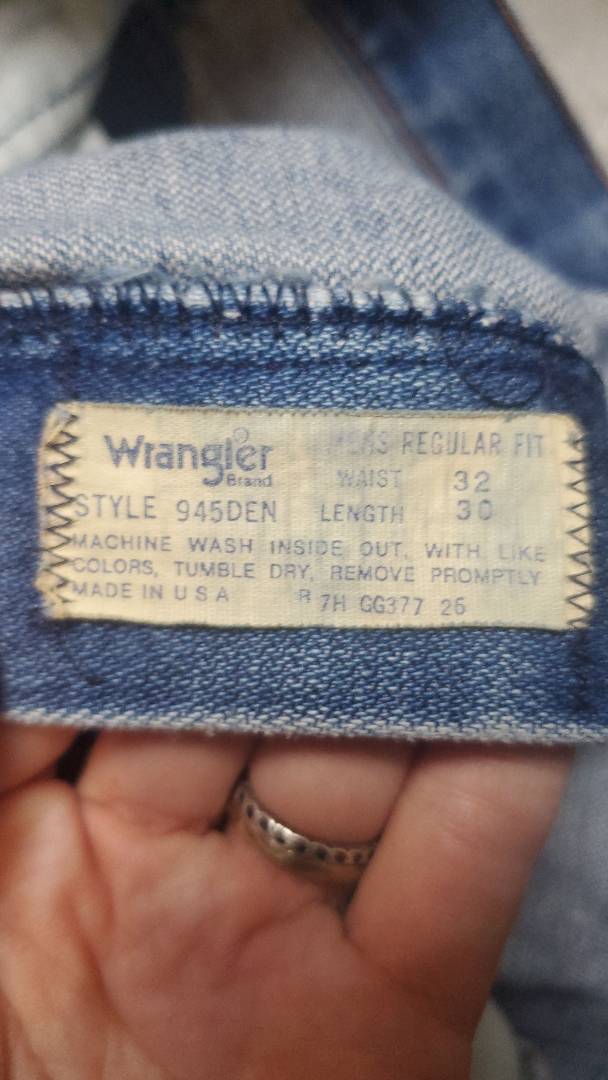 Wrangler
Brand
MENS REGULAR FIT
WAIST 32
STYLE 945DEN LENGTH 30
MACHINE WASH INSIDE OUT, WITH LIKE
COLORS, TUMBLE DRY, REMOVE PROMPTLY
MADE IN U S A R 7H GG377 26